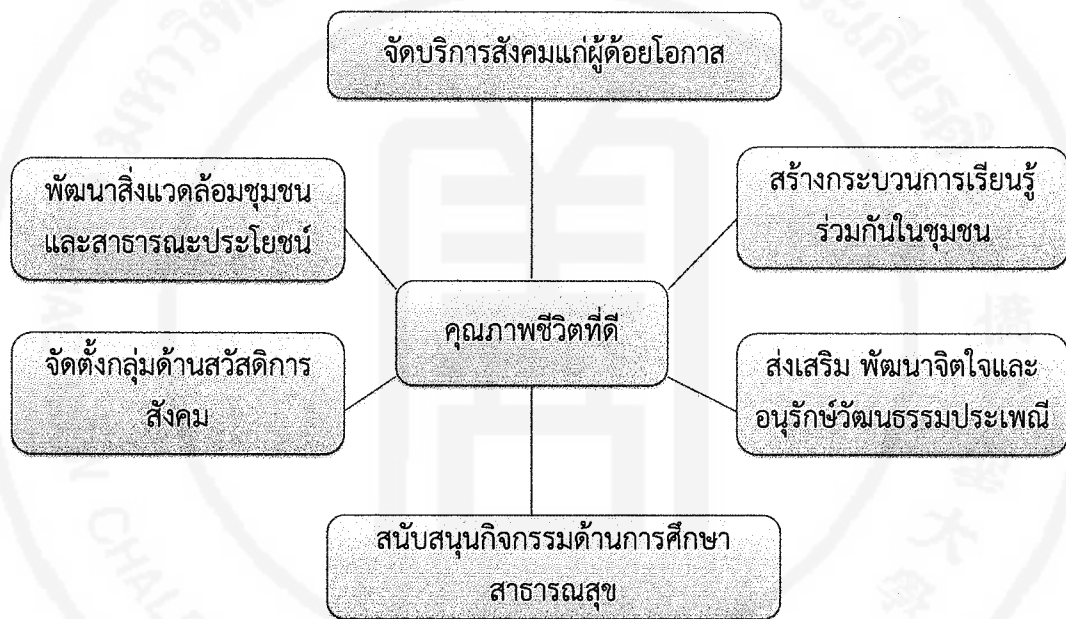 จัดบริการสังคมแก่ผู้ด้อยโอกาส
พัฒนาสิ่งแวดล้อมชุมชน
และสาธารณะประโยชน์
สร้างกระบวนการเรียนรู้
ร่วมกันในชุมชน
คุณภาพชีวิตที่ดี
จัดตั้งกลุ่มด้านสวัสดิการ
สังคม
ส่งเสริม พัฒนาจิตใจและ
อนุรักษ์วัฒนธรรมประเพณี
สนับสนุนกิจกรรมด้านการศึกษา
สาธารณสุข